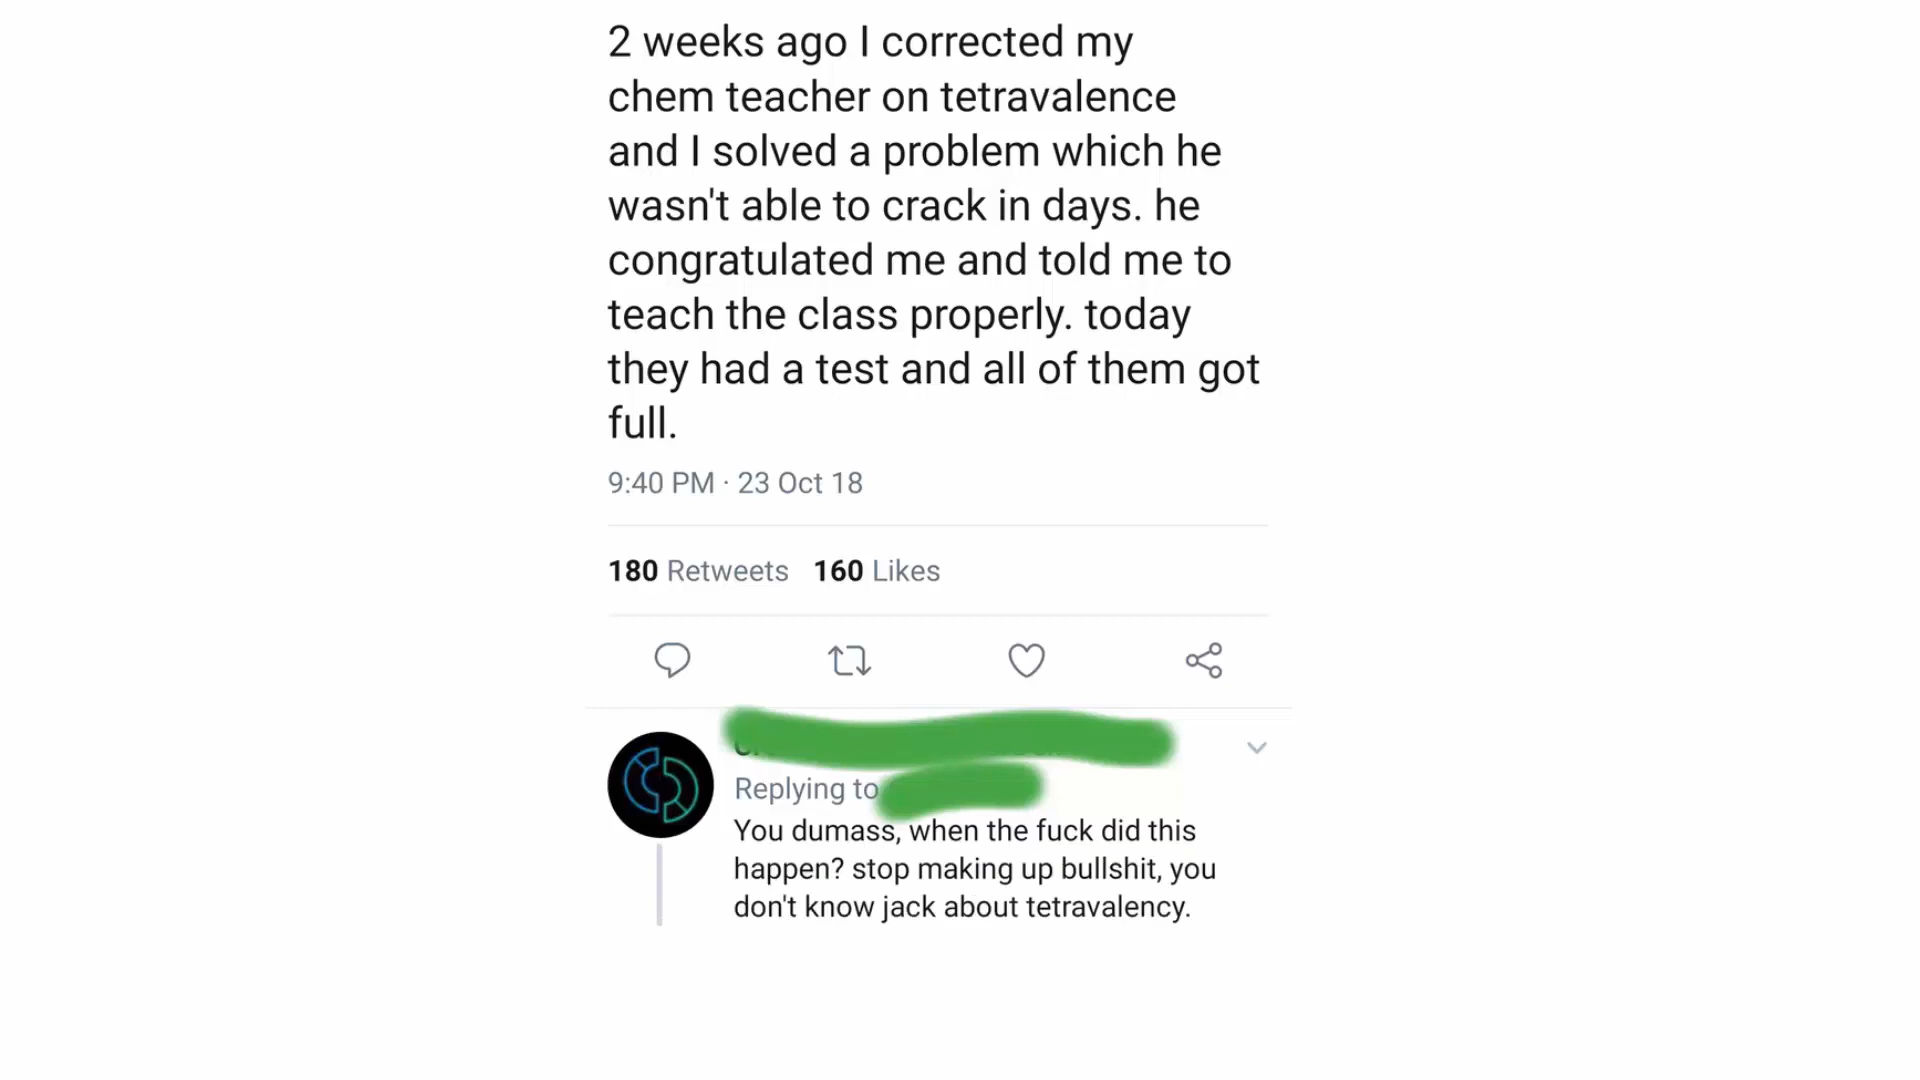 2 weeks ago I corrected my
chem teacher on tetravalence
and I solved a problem which he
wasn't able to crack in days. he
congratulated me and told me to
teach the class properly. today
they had a test and all of them got
full.
9:40 PM · 23 Oct 18
180 Retweets 160 Likes
Replying to
You dumass, when the fuck did this
happen? stop making up bullshit, you
don't know jack about tetravalency.